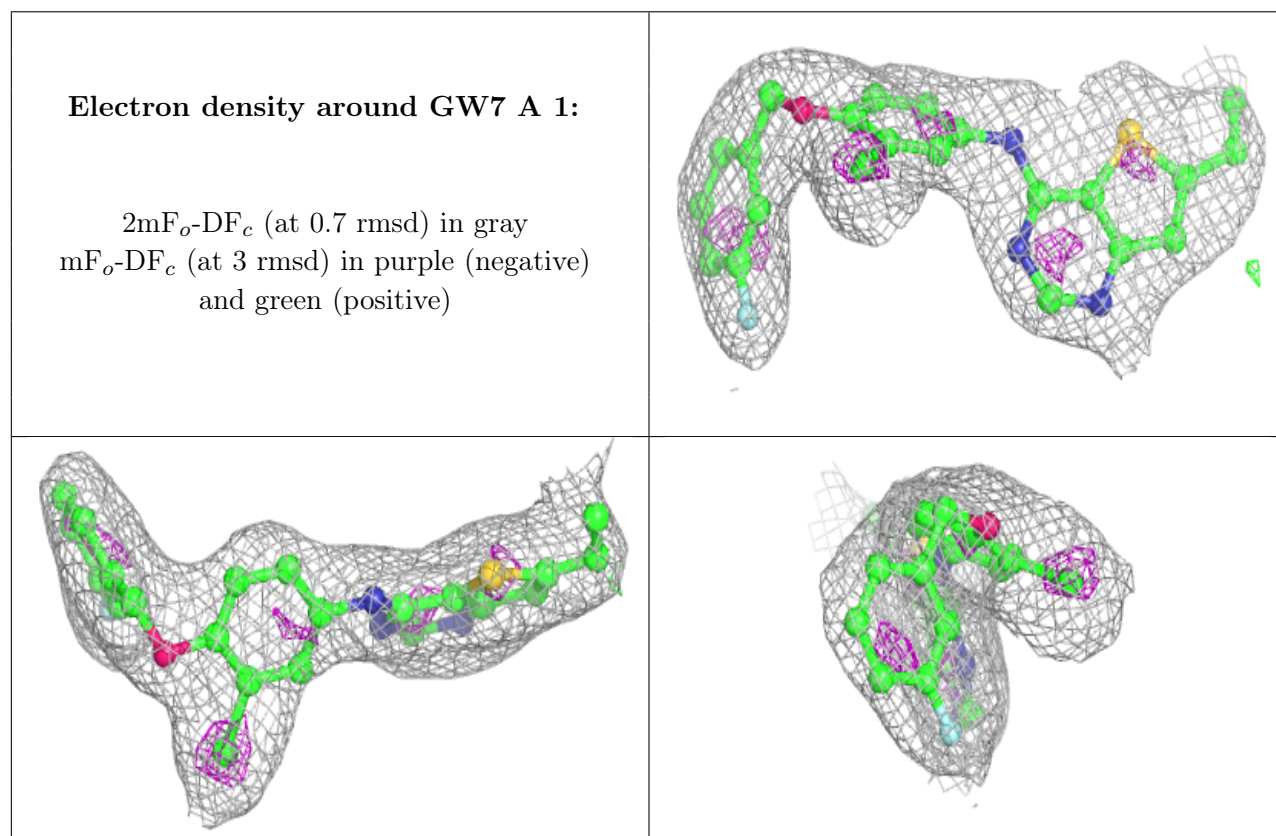 Electron density around GW7 A 1:
2mFₒ-DF𝒸 (at 0.7 rmsd) in gray
mFₒ-DF𝒸 (at 3 rmsd) in purple (negative)
and green (positive)